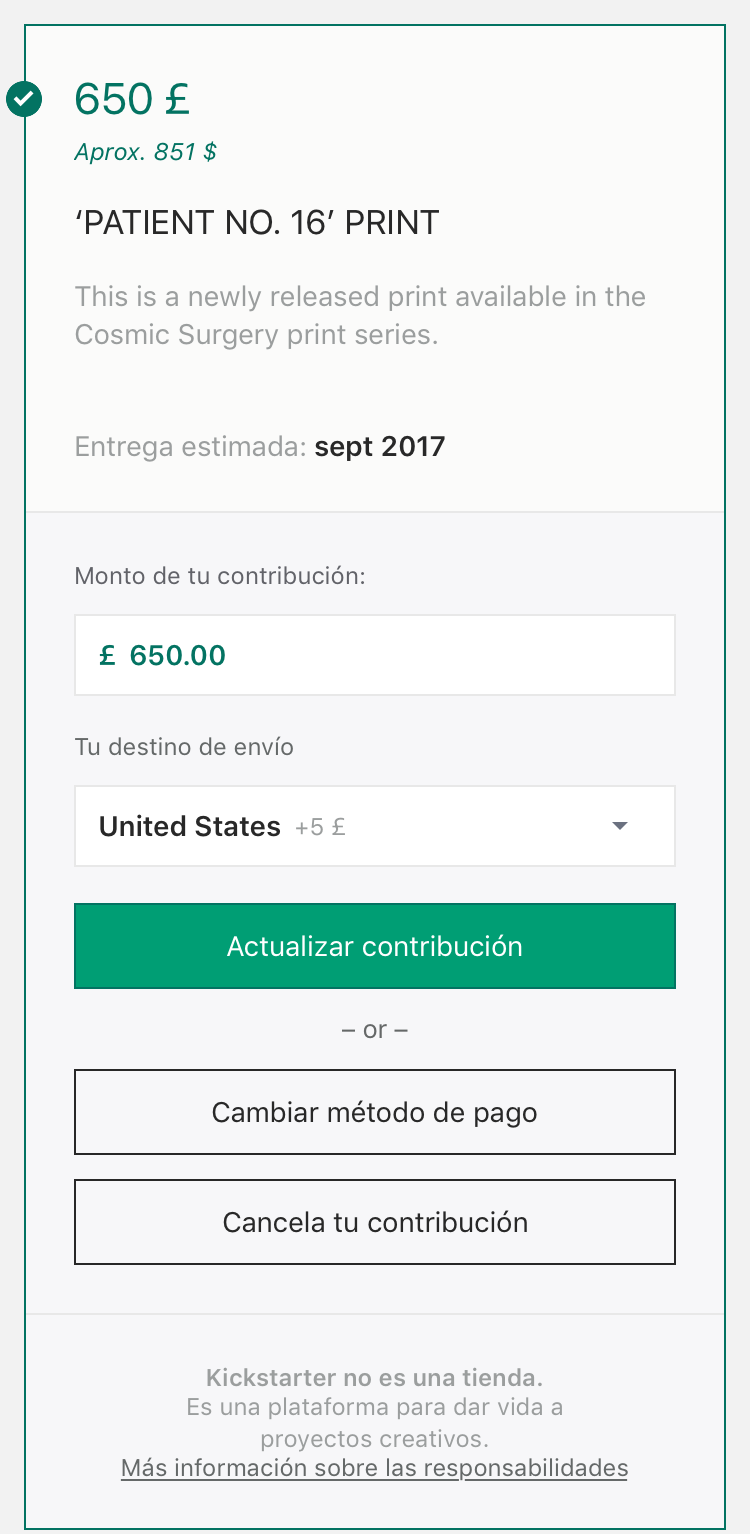 650 £
Aprox. 851 $
‘PATIENT NO. 16’ PRINT
This is a newly released print available in the
Cosmic Surgery print series.
Entrega estimada: sept 2017
Monto de tu contribución:
£ 650.00
Tu destino de envío
United States +5 £
Actualizar contribución
– or –
Cambiar método de pago
Cancela tu contribución
Kickstarter no es una tienda.
Es una plataforma para dar vida a
proyectos creativos.
Más información sobre las responsabilidades